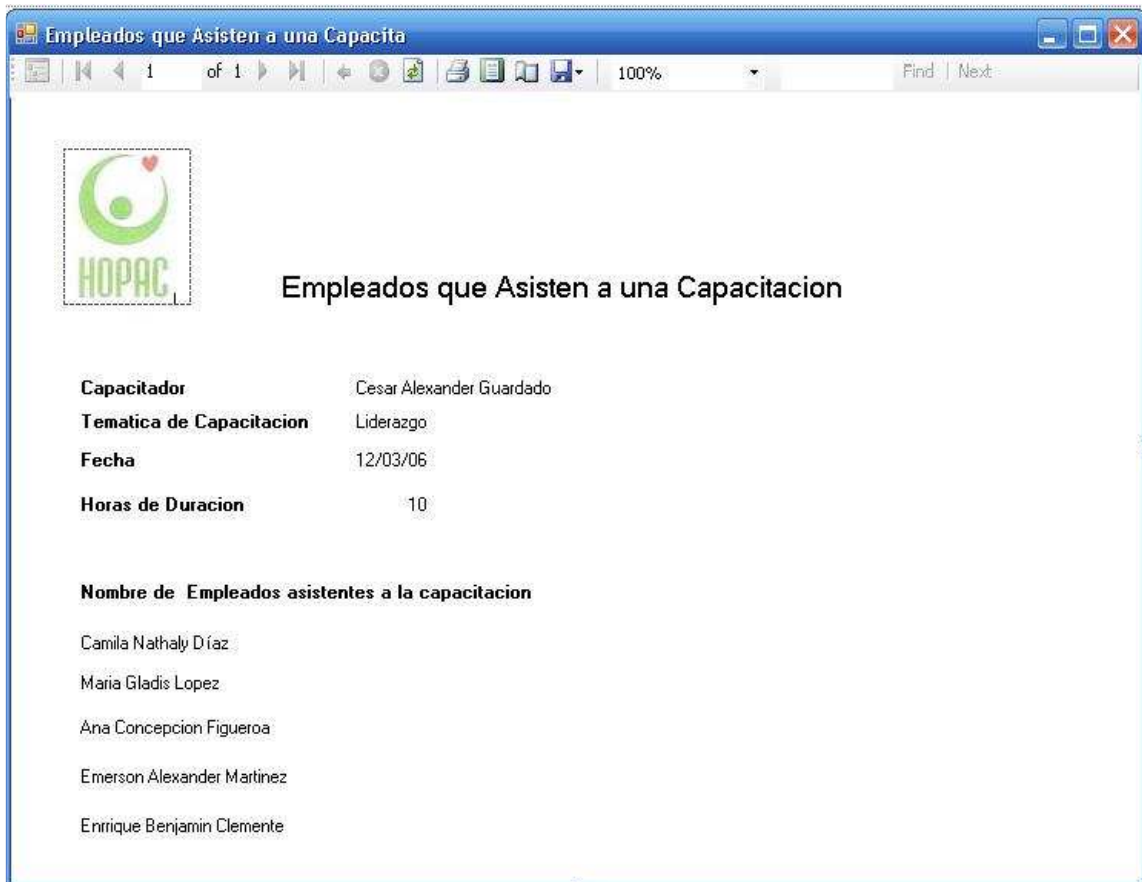 Empleados que Asisten a una Capacita
1 of 1 100% Find | Next
HOPAC
Empleados que Asisten a una Capacitacion
Capacitador Cesar Alexander Guardado
Tematica de Capacitacion Liderazgo
Fecha 12/03/06
Horas de Duracion 10
Nombre de Empleados asistentes a la capacitacion
Camila Nathaly Díaz
Maria Gladis Lopez
Ana Concepcion Figueroa
Emerson Alexander Martinez
Enrrique Benjamin Clemente